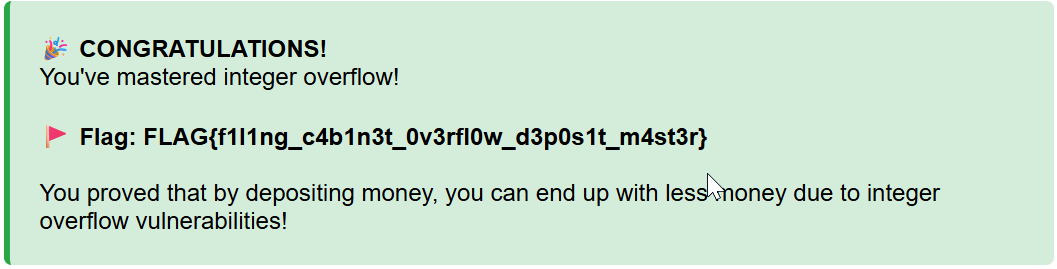 🎉 CONGRATULATIONS!
You've mastered integer overflow!
🚩 Flag: FLAG{f1l1ng_c4b1n3t_0v3rfl0w_d3p0s1t_m4st3r}
You proved that by depositing money, you can end up with less money due to integer
overflow vulnerabilities!